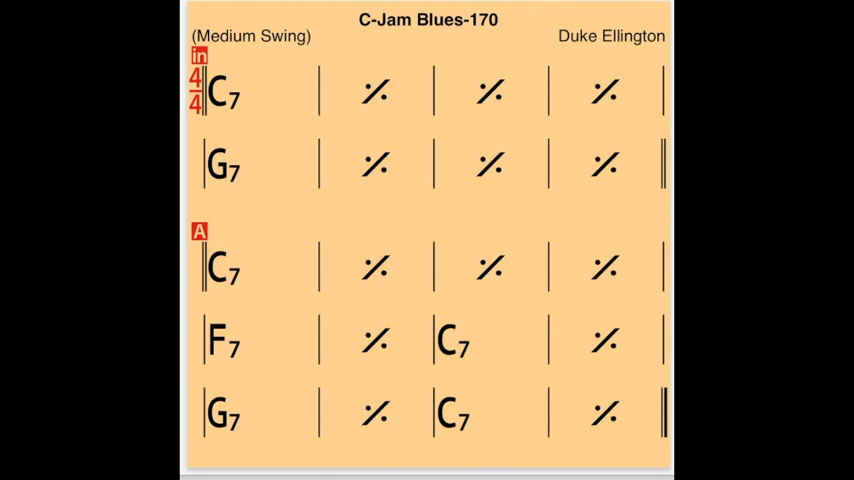 C-Jam Blues-170
(Medium Swing) Duke Ellington
in
4
4
C7
G7
A
C7
F7 C7
G7 C7